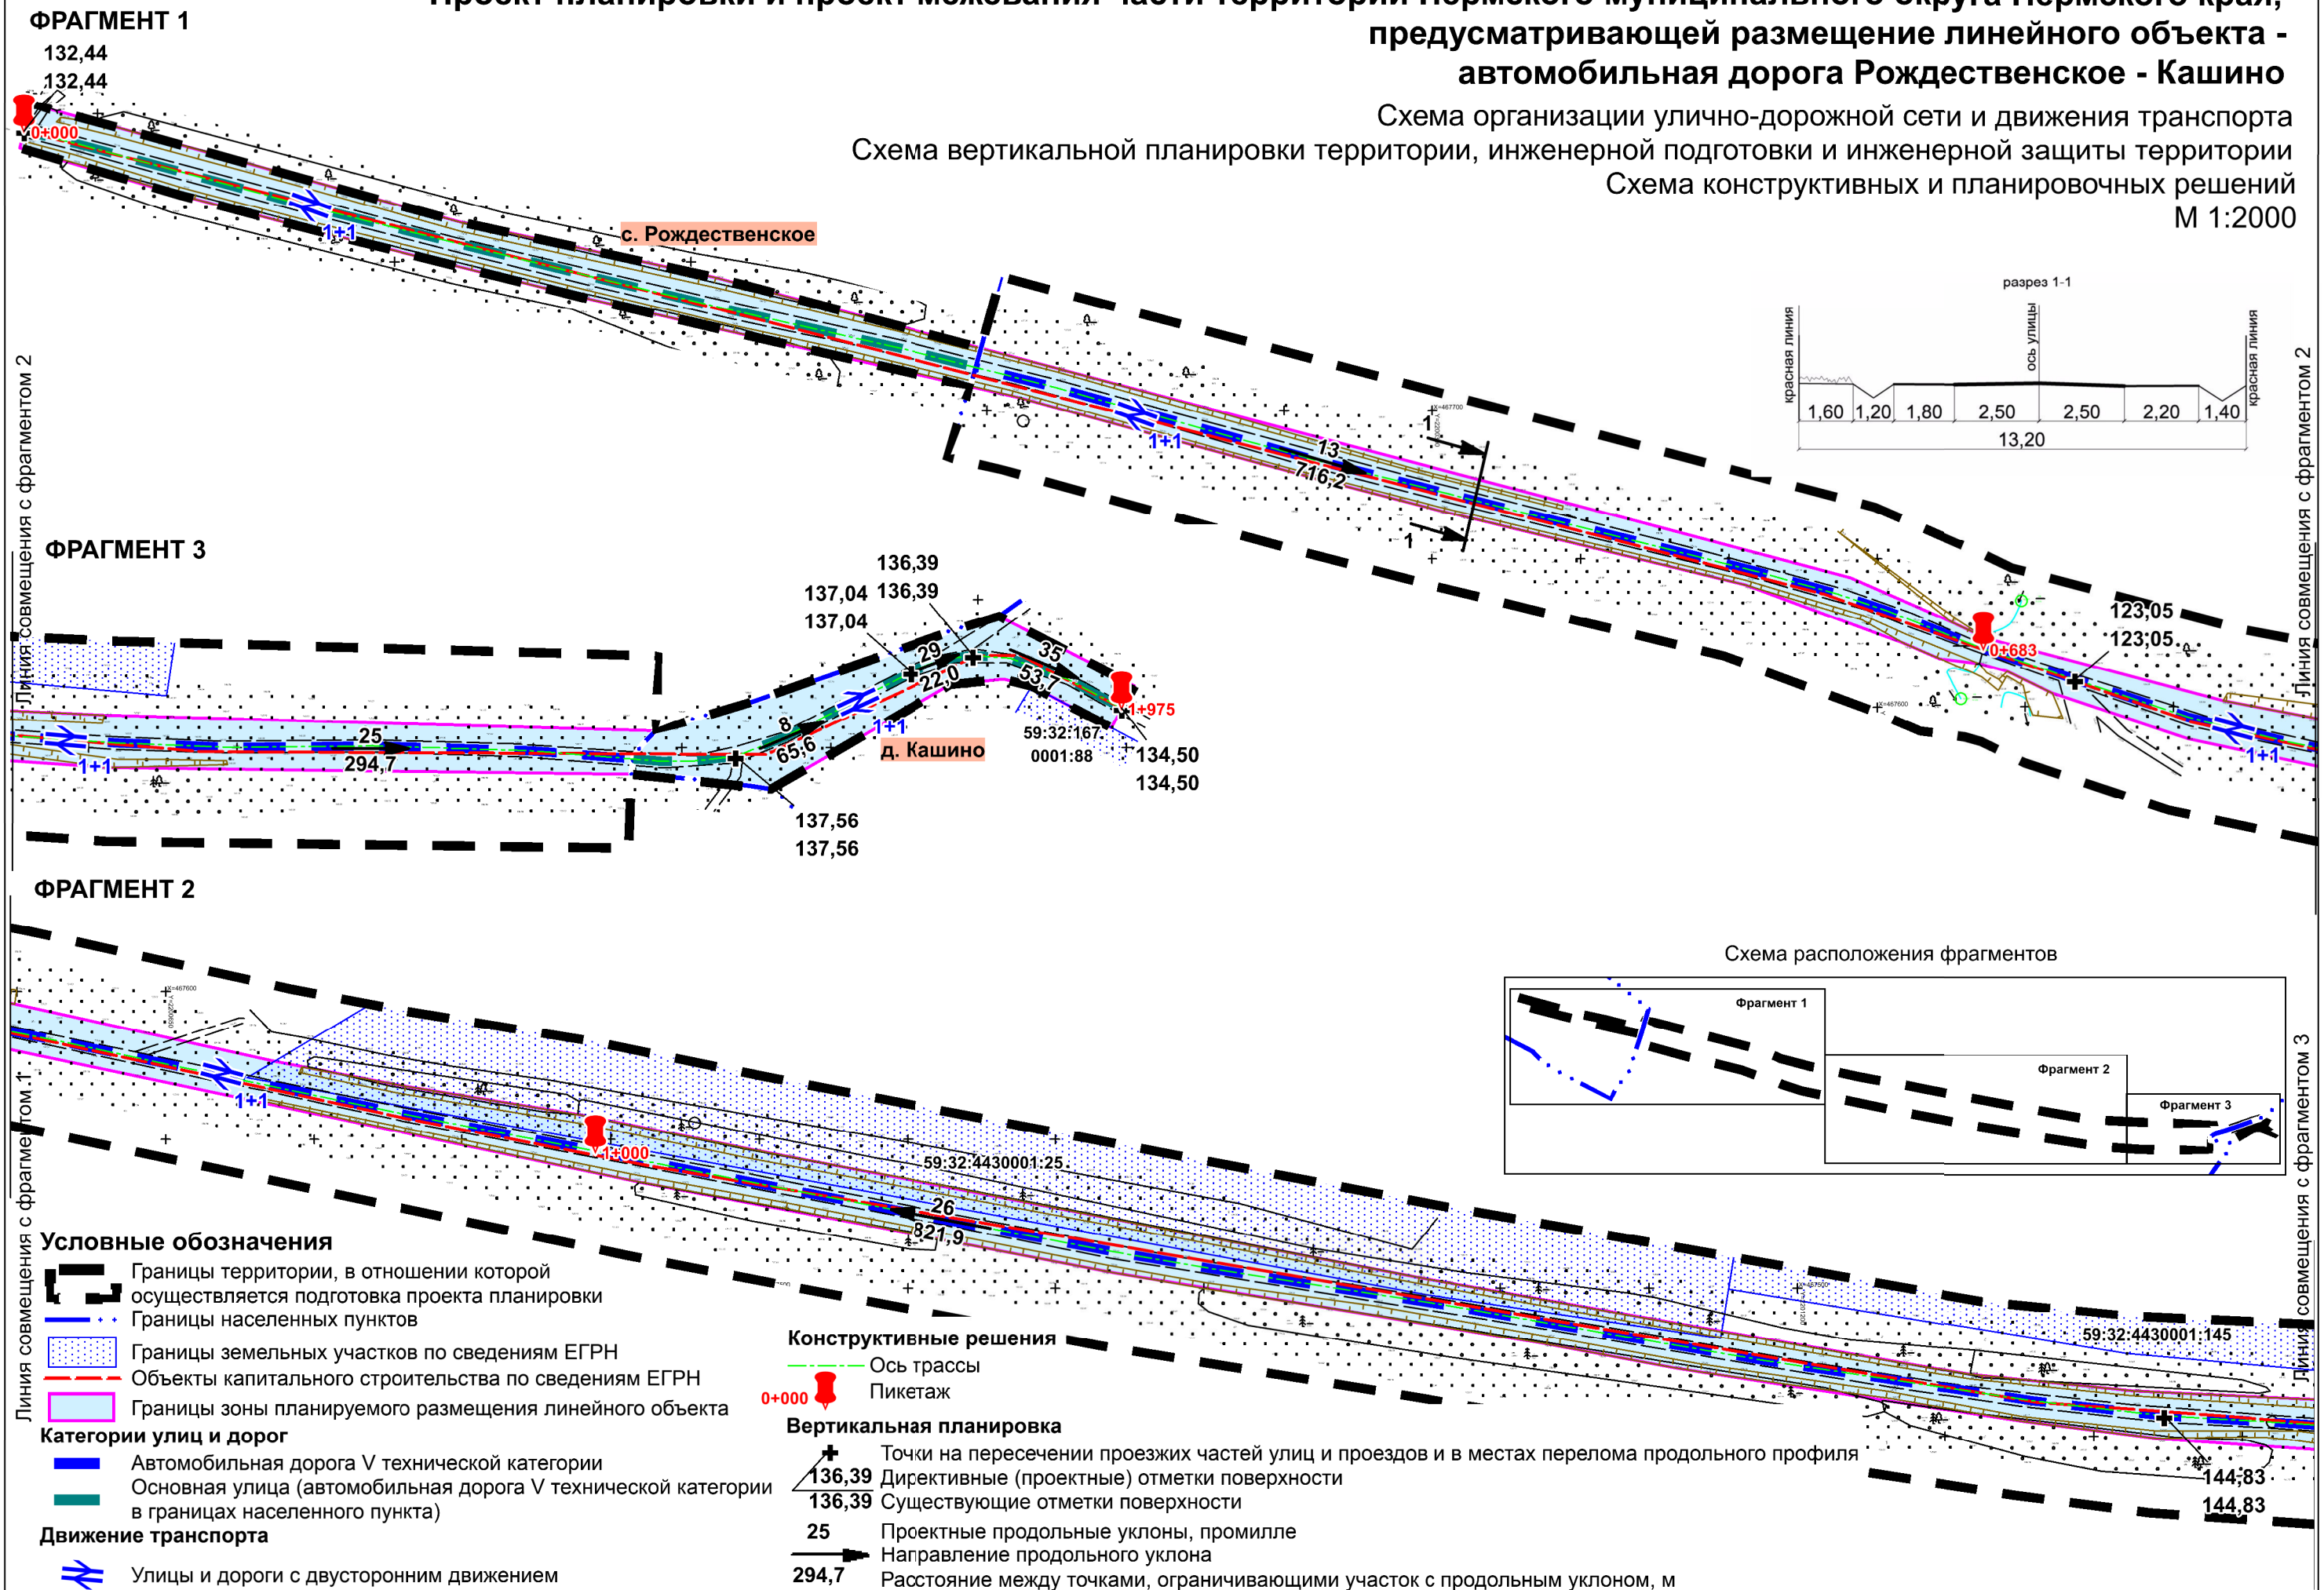 Проект планировки и проект межевания части территории Пермского муниципального округа Пермского края,
предусматривающей размещение линейного объекта -
автомобильная дорога Рождественское - Кашино
Схема организации улично-дорожной сети и движения транспорта
Схема вертикальной планировки территории, инженерной подготовки и инженерной защиты территории
Схема конструктивных и планировочных решений
М 1:2000
ФРАГМЕНТ 1
132,44
132,44
0+000
1+1
с. Рождественское
1+1
13
716,2
1
1
X=467700
0+683
123,05
123,05
X=467600
1+1
Линия совмещения с фрагментом 2
разрез 1-1
красная линия
ось улицы
красная линия
1,60 1,20 1,80 2,50 2,50 2,20 1,40
13,20
Линия совмещения с фрагментом 2
ФРАГМЕНТ 3
136,39
136,39
137,04
137,04
29
22,0
35
53,7
1+975
8
65,6
1+1
д. Кашино
59:32:167
0001:88
134,50
134,50
25
294,7
1+1
137,56
137,56
ФРАГМЕНТ 2
X=467600
1+1
1+000
59:32:4430001:25
26
821,9
59:32:4430001:145
144,83
144,83
Линия совмещения с фрагментом 1
Линия совмещения с фрагментом 3
Схема расположения фрагментов
Фрагмент 1
Фрагмент 2
Фрагмент 3
Условные обозначения
Границы территории, в отношении которой
осуществляется подготовка проекта планировки
Границы населенных пунктов
Границы земельных участков по сведениям ЕГРН
Объекты капитального строительства по сведениям ЕГРН
Границы зоны планируемого размещения линейного объекта
Категории улиц и дорог
Автомобильная дорога V технической категории
Основная улица (автомобильная дорога V технической категории
в границах населенного пункта)
Движение транспорта
Улицы и дороги с двусторонним движением
Конструктивные решения
Ось трассы
0+000 Пикетаж
Вертикальная планировка
Точки на пересечении проезжих частей улиц и проездов и в местах перелома продольного профиля
136,39 Директивные (проектные) отметки поверхности
136,39 Существующие отметки поверхности
25 Проектные продольные уклоны, промилле
Направление продольного уклона
294,7 Расстояние между точками, ограничивающими участок с продольным уклоном, м